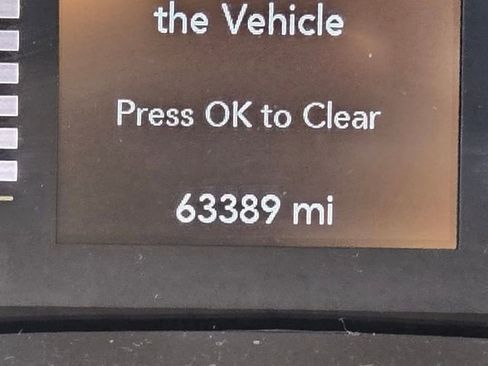 the Vehicle
Press OK to Clear
63389 mi